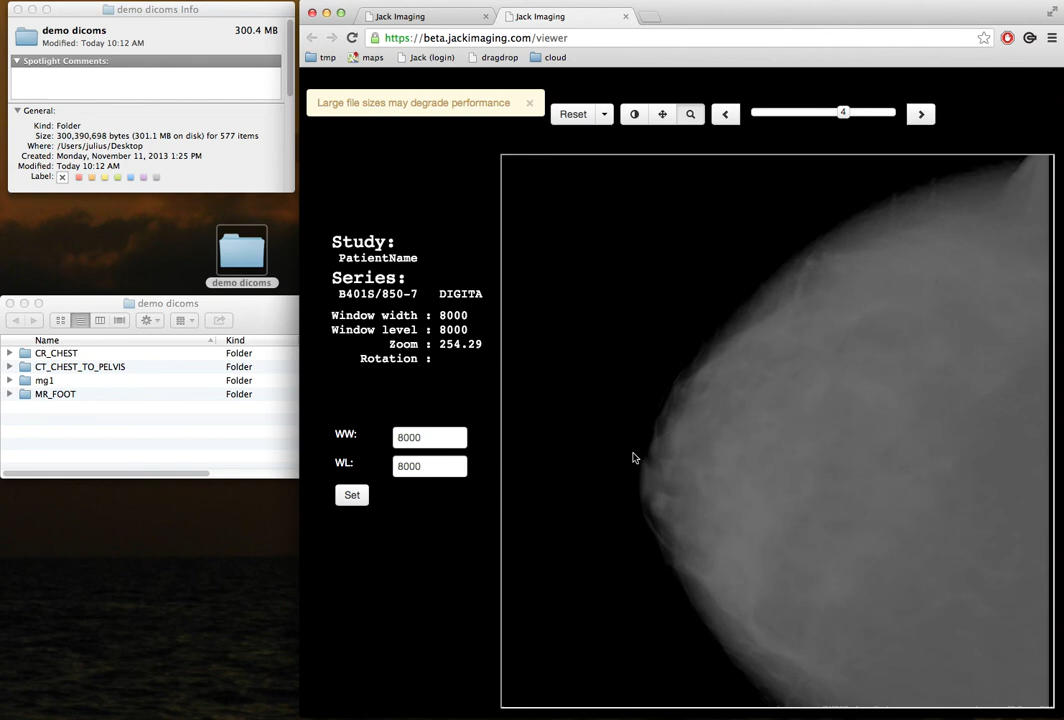 demo dicoms Info
demo dicoms 300.4 MB
Modified: Today 10:12 AM
Spotlight Comments:
General:
Kind: Folder
Size: 300,390,698 bytes (301.1 MB on disk) for 577 items
Where: /Users/julius/Desktop
Created: Monday, November 11, 2013 1:25 PM
Modified: Today 10:12 AM
Label:
demo dicoms
demo dicoms
Name Kind
CR_CHEST Folder
CT_CHEST_TO_PELVIS Folder
mg1 Folder
MR_FOOT Folder
Jack Imaging Jack Imaging
https://beta.jackimaging.com/viewer
tmp maps Jack (login) dragdrop cloud
Large file sizes may degrade performance ×
Reset 4
Study:
PatientName
Series:
B401S/850-7 DIGITA
Window width : 8000
Window level : 8000
Zoom : 254.29
Rotation :
WW: 8000
WL: 8000
Set